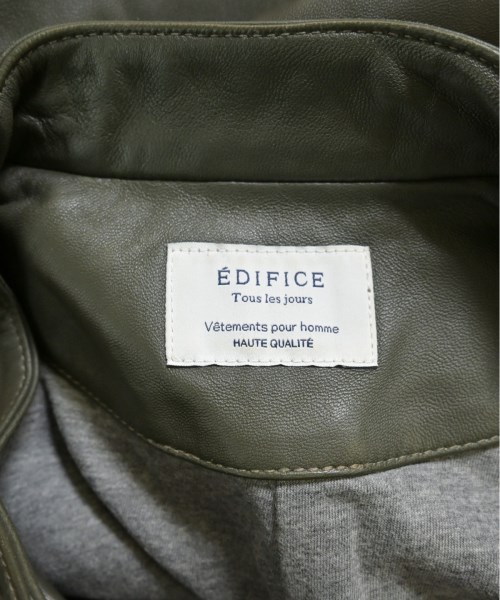 ÉDIFICE
Tous les jours
Vêtements pour homme
HAUTE QUALITÉ